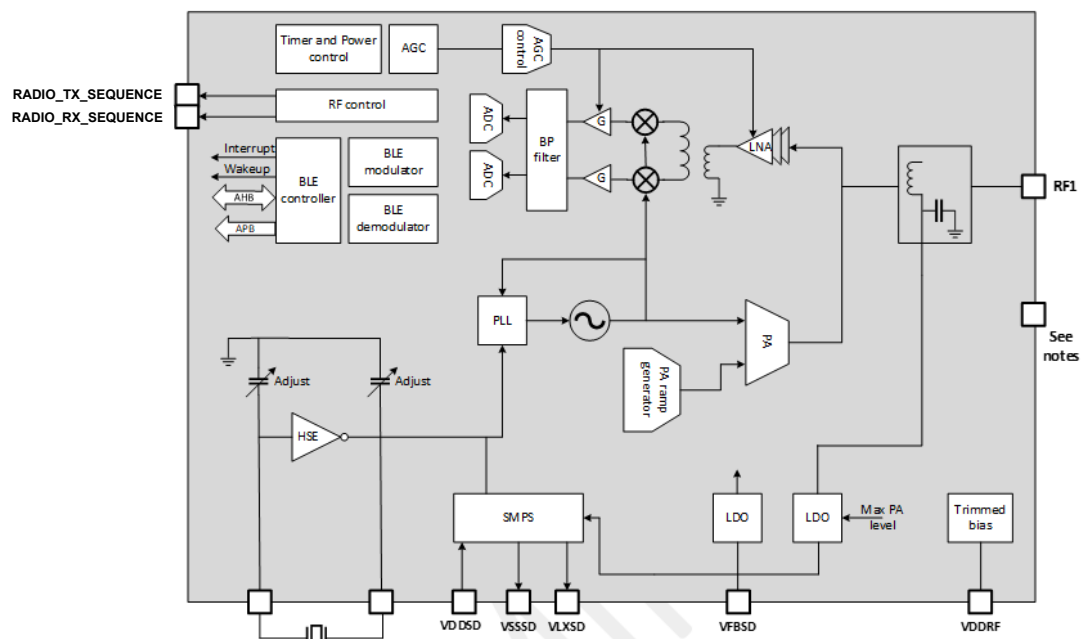 Timer and Power
control
AGC
AGC
control
RADIO_TX_SEQUENCE
RADIO_RX_SEQUENCE
RF control
ADC
ADC
BP
filter
G
G
LNA
RF1
Interrupt
Wakeup
AHB
APB
BLE
controller
BLE
modulator
BLE
demodulator
PLL
PA
PA ramp
generator
See
notes
Adjust
Adjust
HSE
SMPS
LDO
LDO
Max PA
level
Trimmed
bias
VDDSD
VSSSD
VLXSD
VFBSD
VDDRF